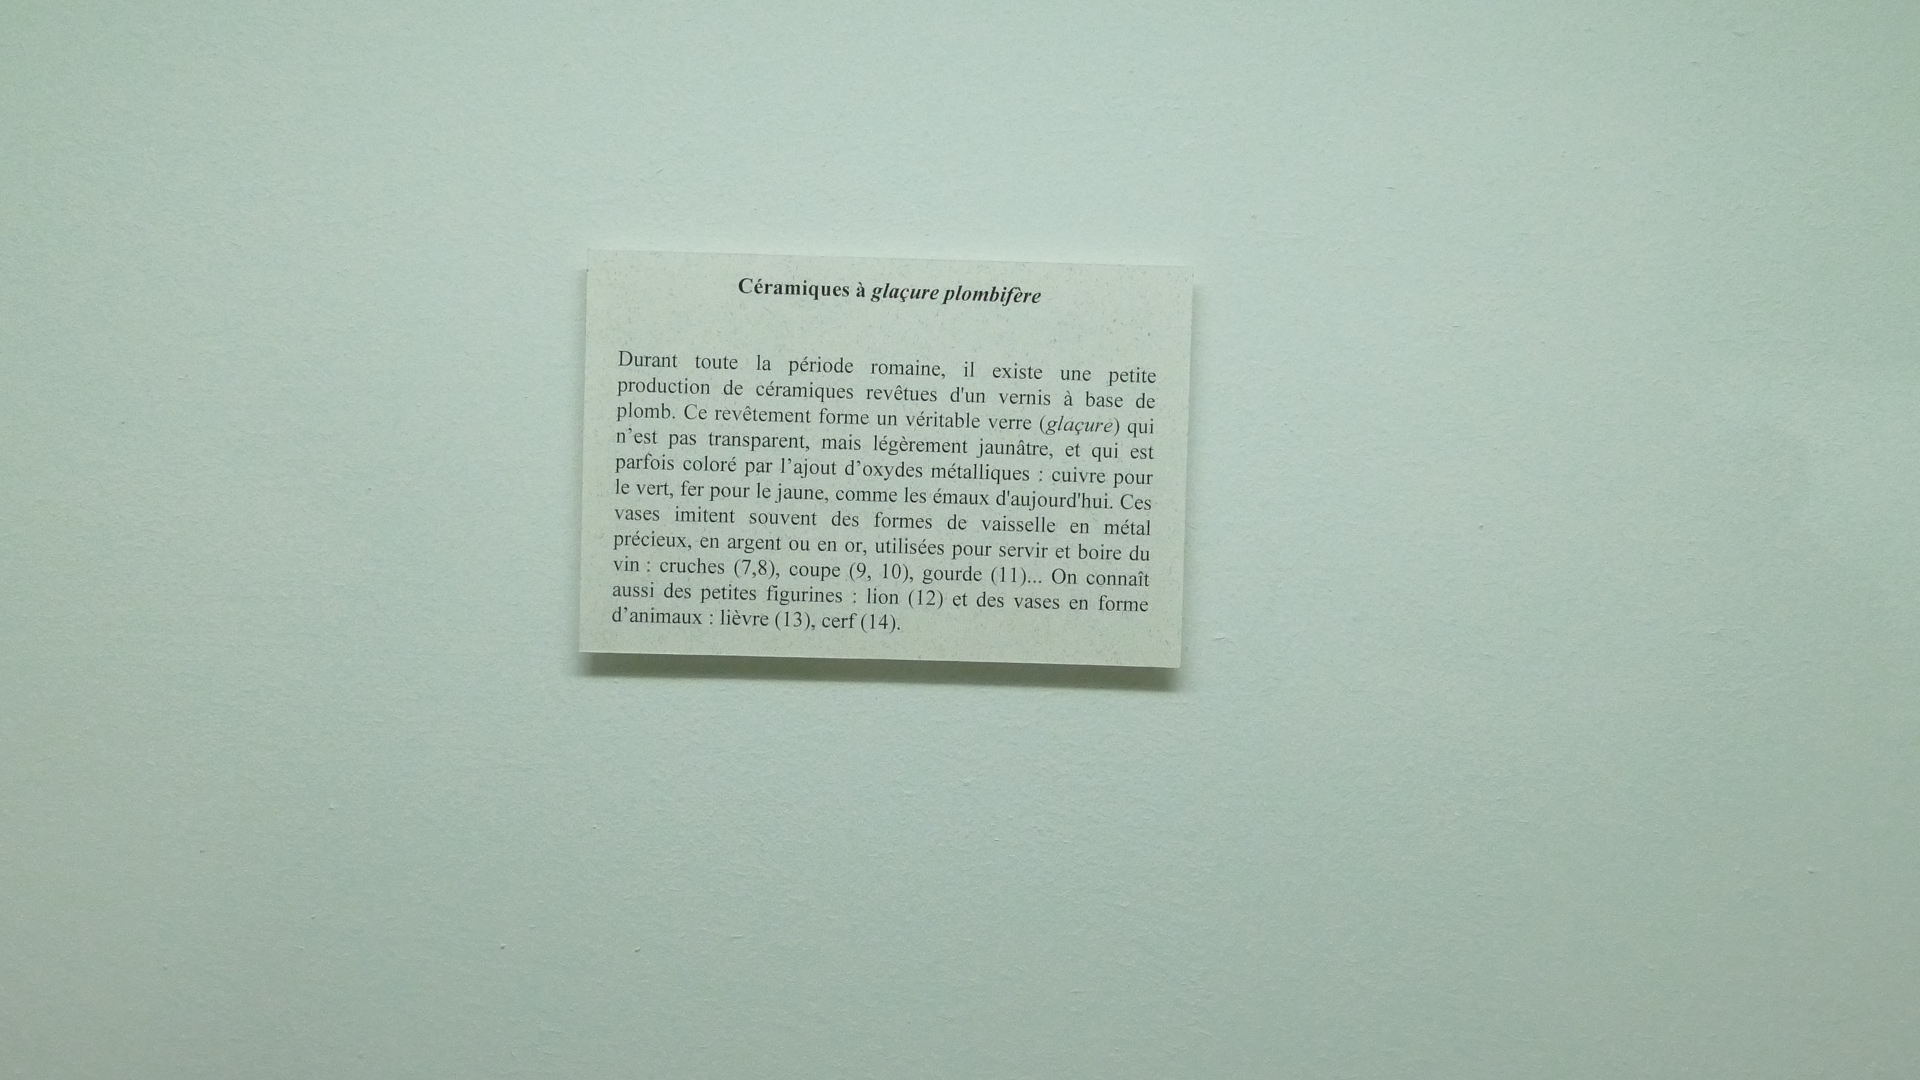 Céramiques à glaçure plombifère
Durant toute la période romaine, il existe une petite
production de céramiques revêtues d'un vernis à base de
plomb. Ce revêtement forme un véritable verre (glaçure) qui
n’est pas transparent, mais légèrement jaunâtre, et qui est
parfois coloré par l’ajout d’oxydes métalliques : cuivre pour
le vert, fer pour le jaune, comme les émaux d'aujourd'hui. Ces
vases imitent souvent des formes de vaisselle en métal
précieux, en argent ou en or, utilisées pour servir et boire du
vin : cruches (7,8), coupe (9, 10), gourde (11)... On connaît
aussi des petites figurines : lion (12) et des vases en forme
d’animaux : lièvre (13), cerf (14).